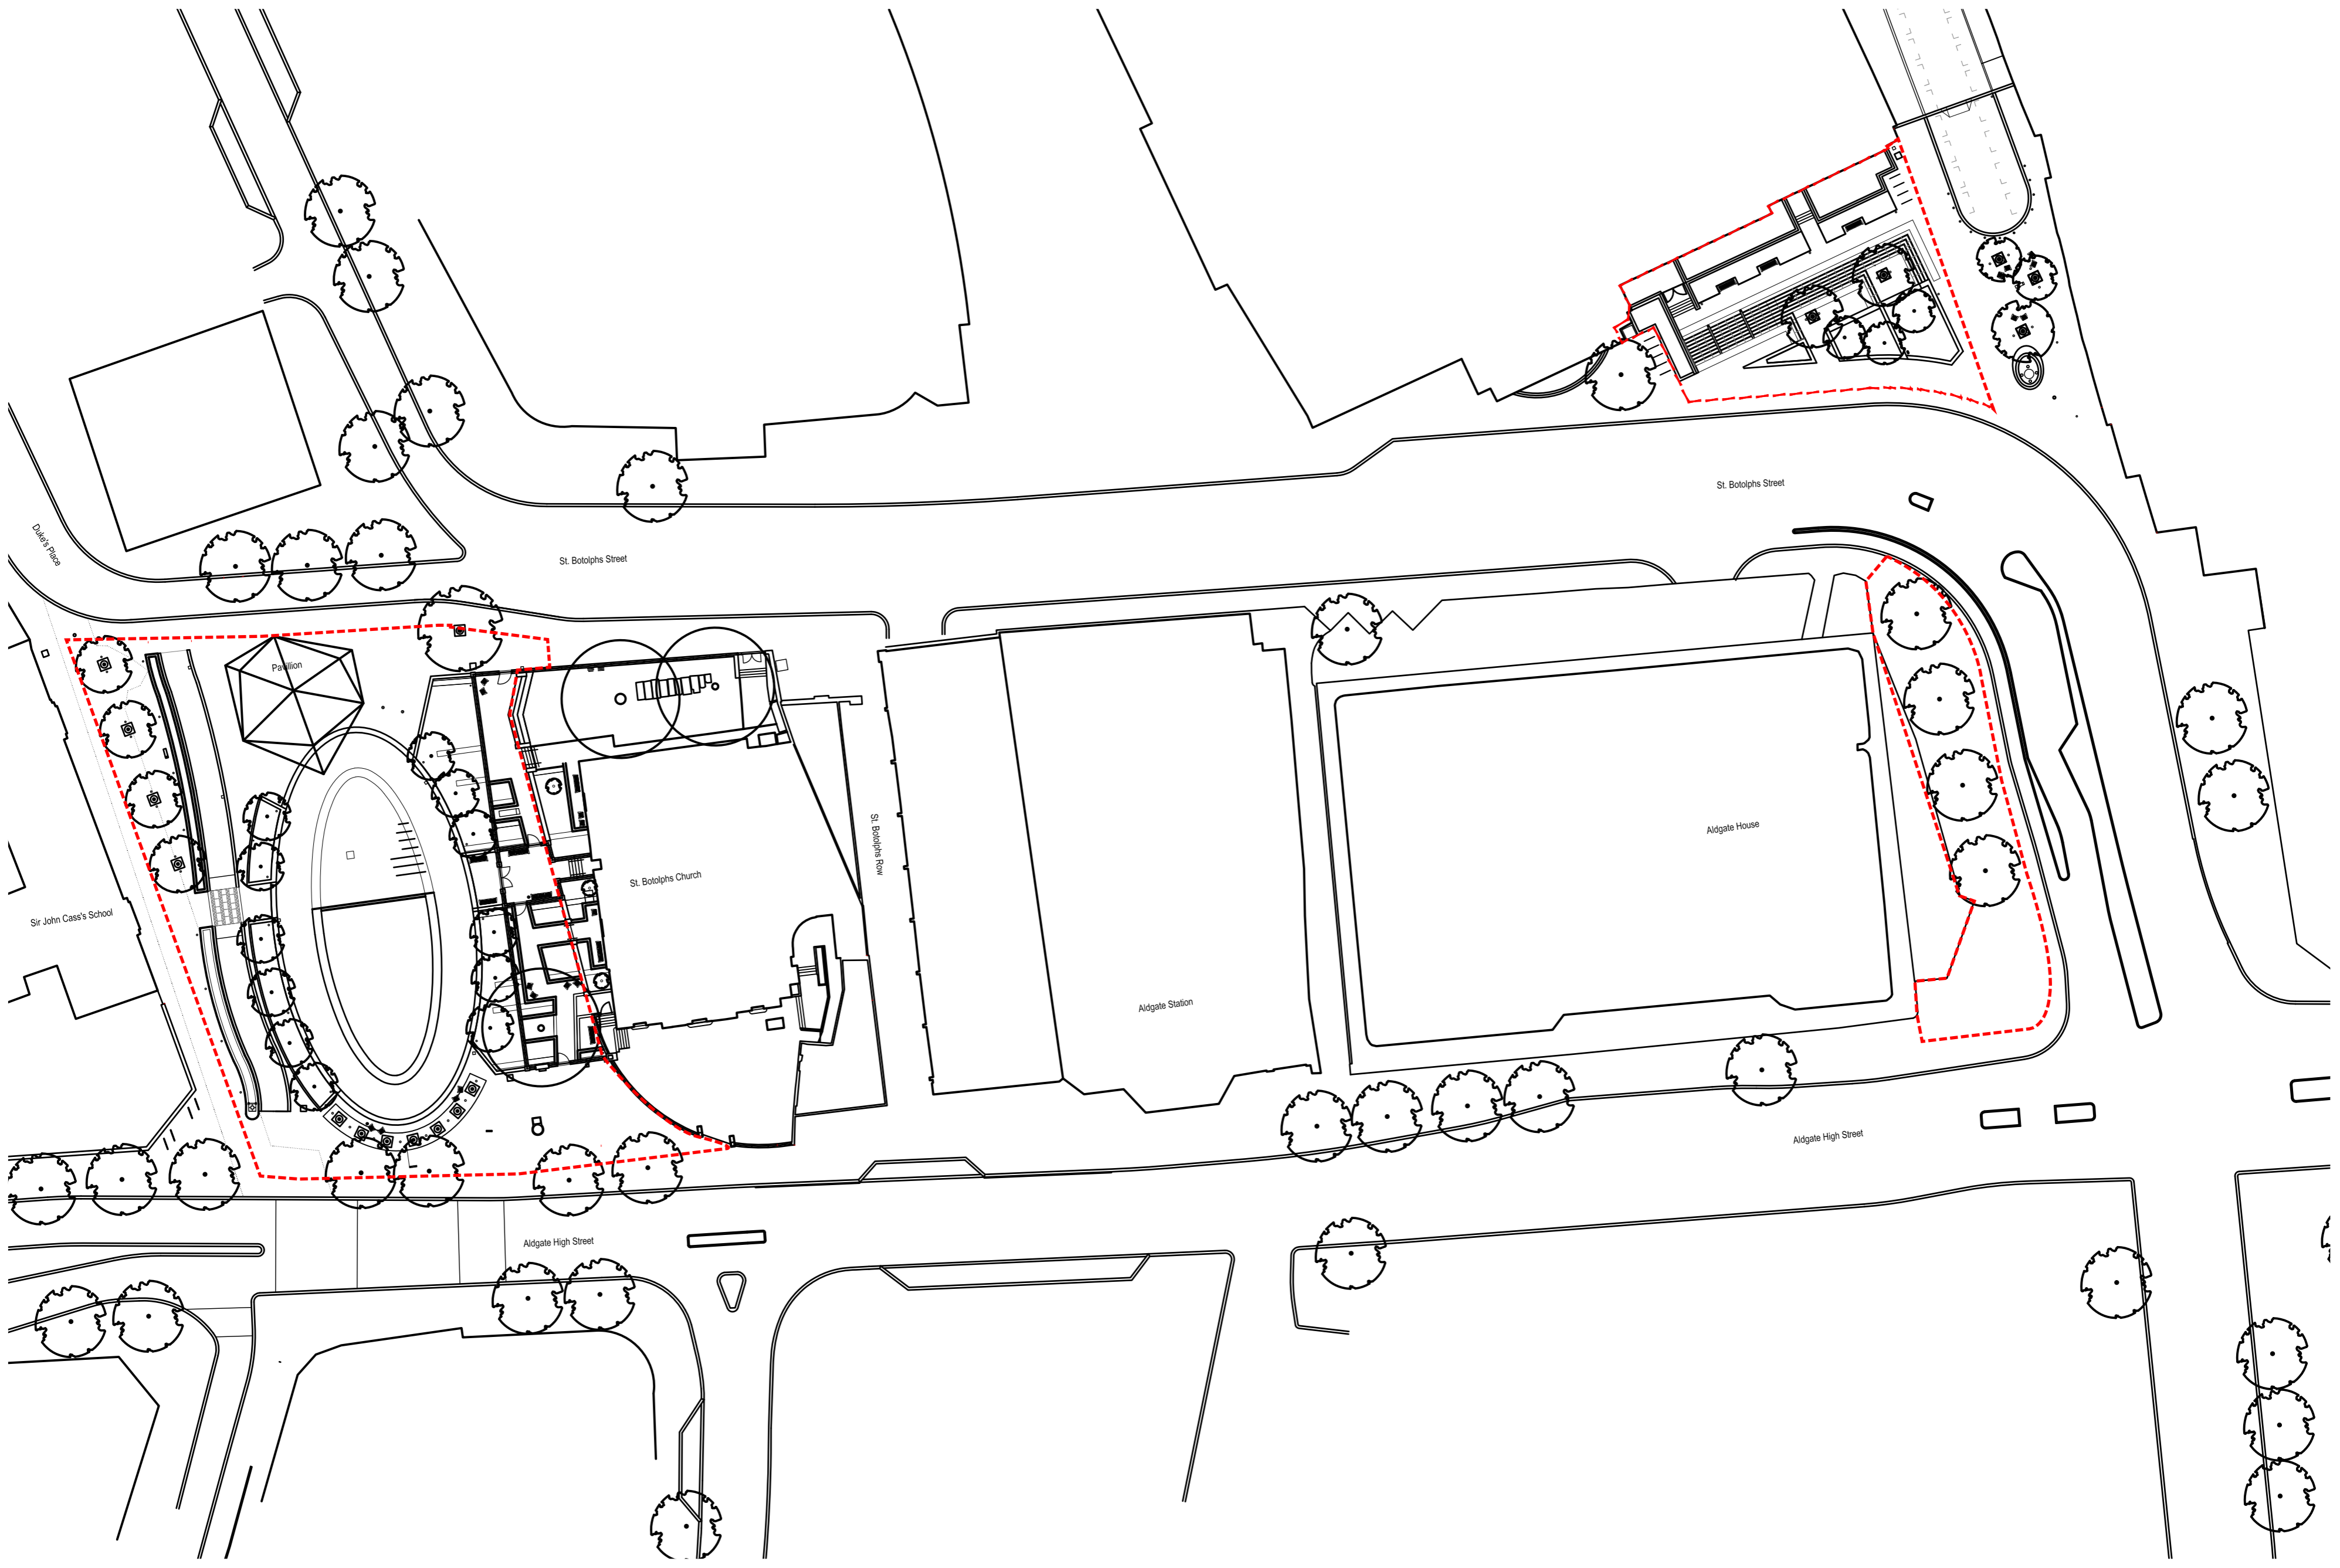 St. Botolphs Street
Duke's Place
St. Botolphs Street
Pavillion
Aldgate House
St. Botolphs Row
St. Botolphs Church
Sir John Cass's School
Aldgate Station
Aldgate High Street
Aldgate High Street